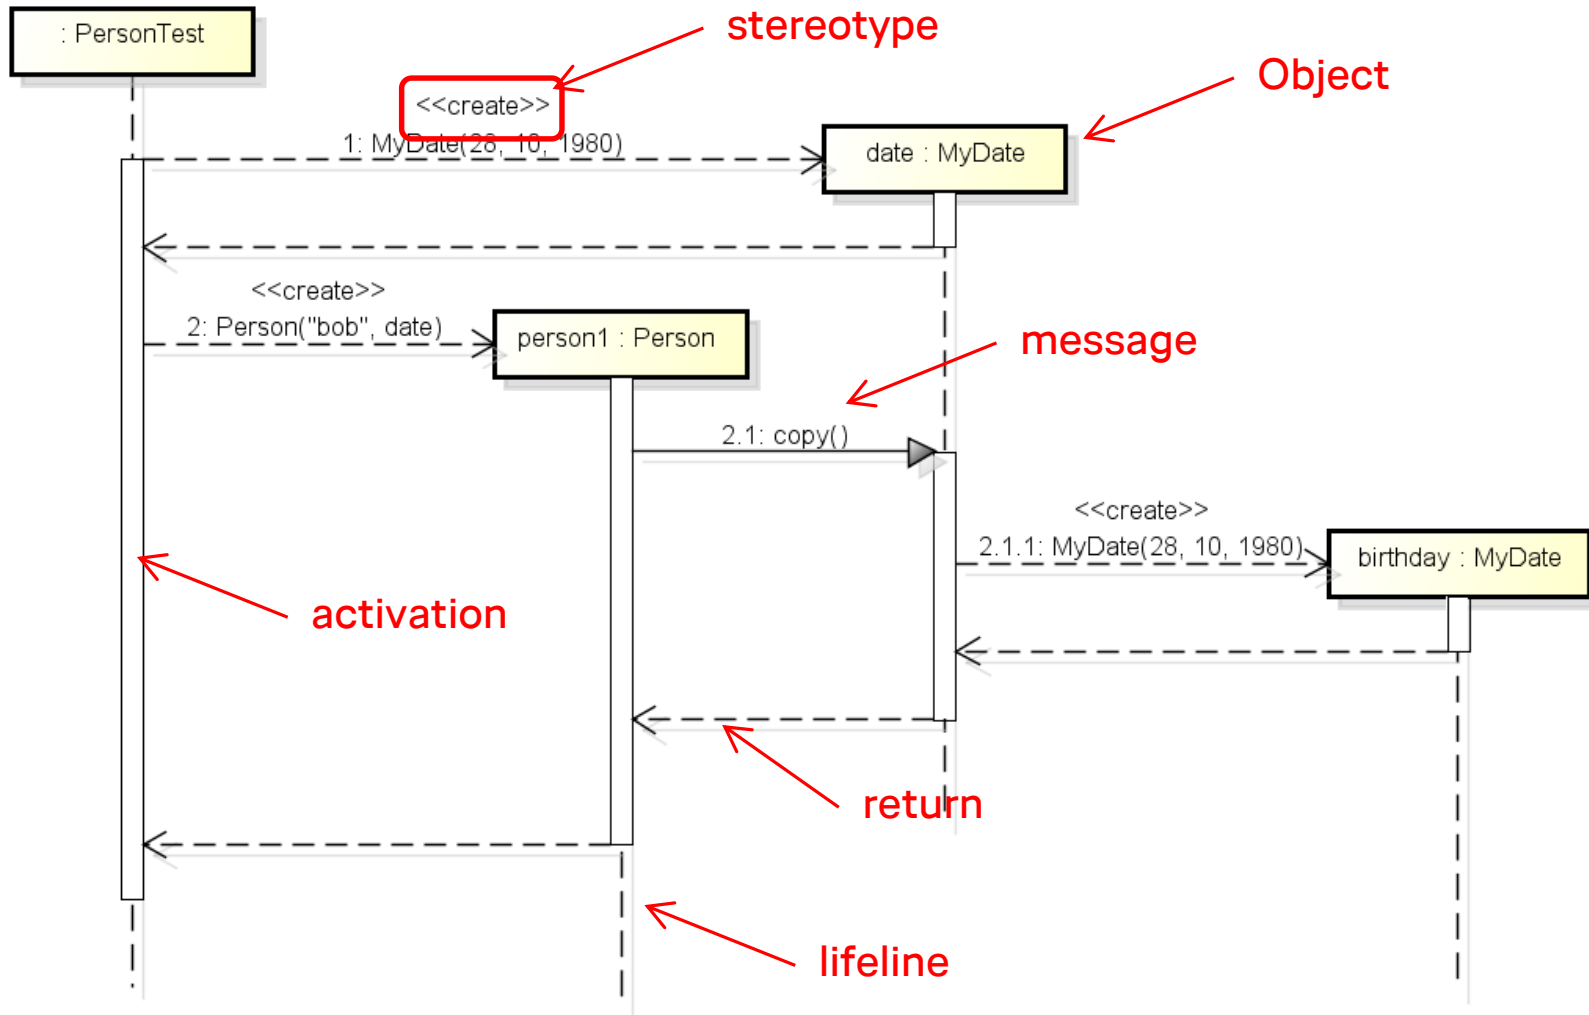 : PersonTest
stereotype
Object
<<create>>
1: MyDate(28, 10, 1980)
date : MyDate
<<create>>
2: Person("bob", date)
person1 : Person
message
2.1: copy()
<<create>>
2.1.1: MyDate(28, 10, 1980)
birthday : MyDate
activation
return
lifeline